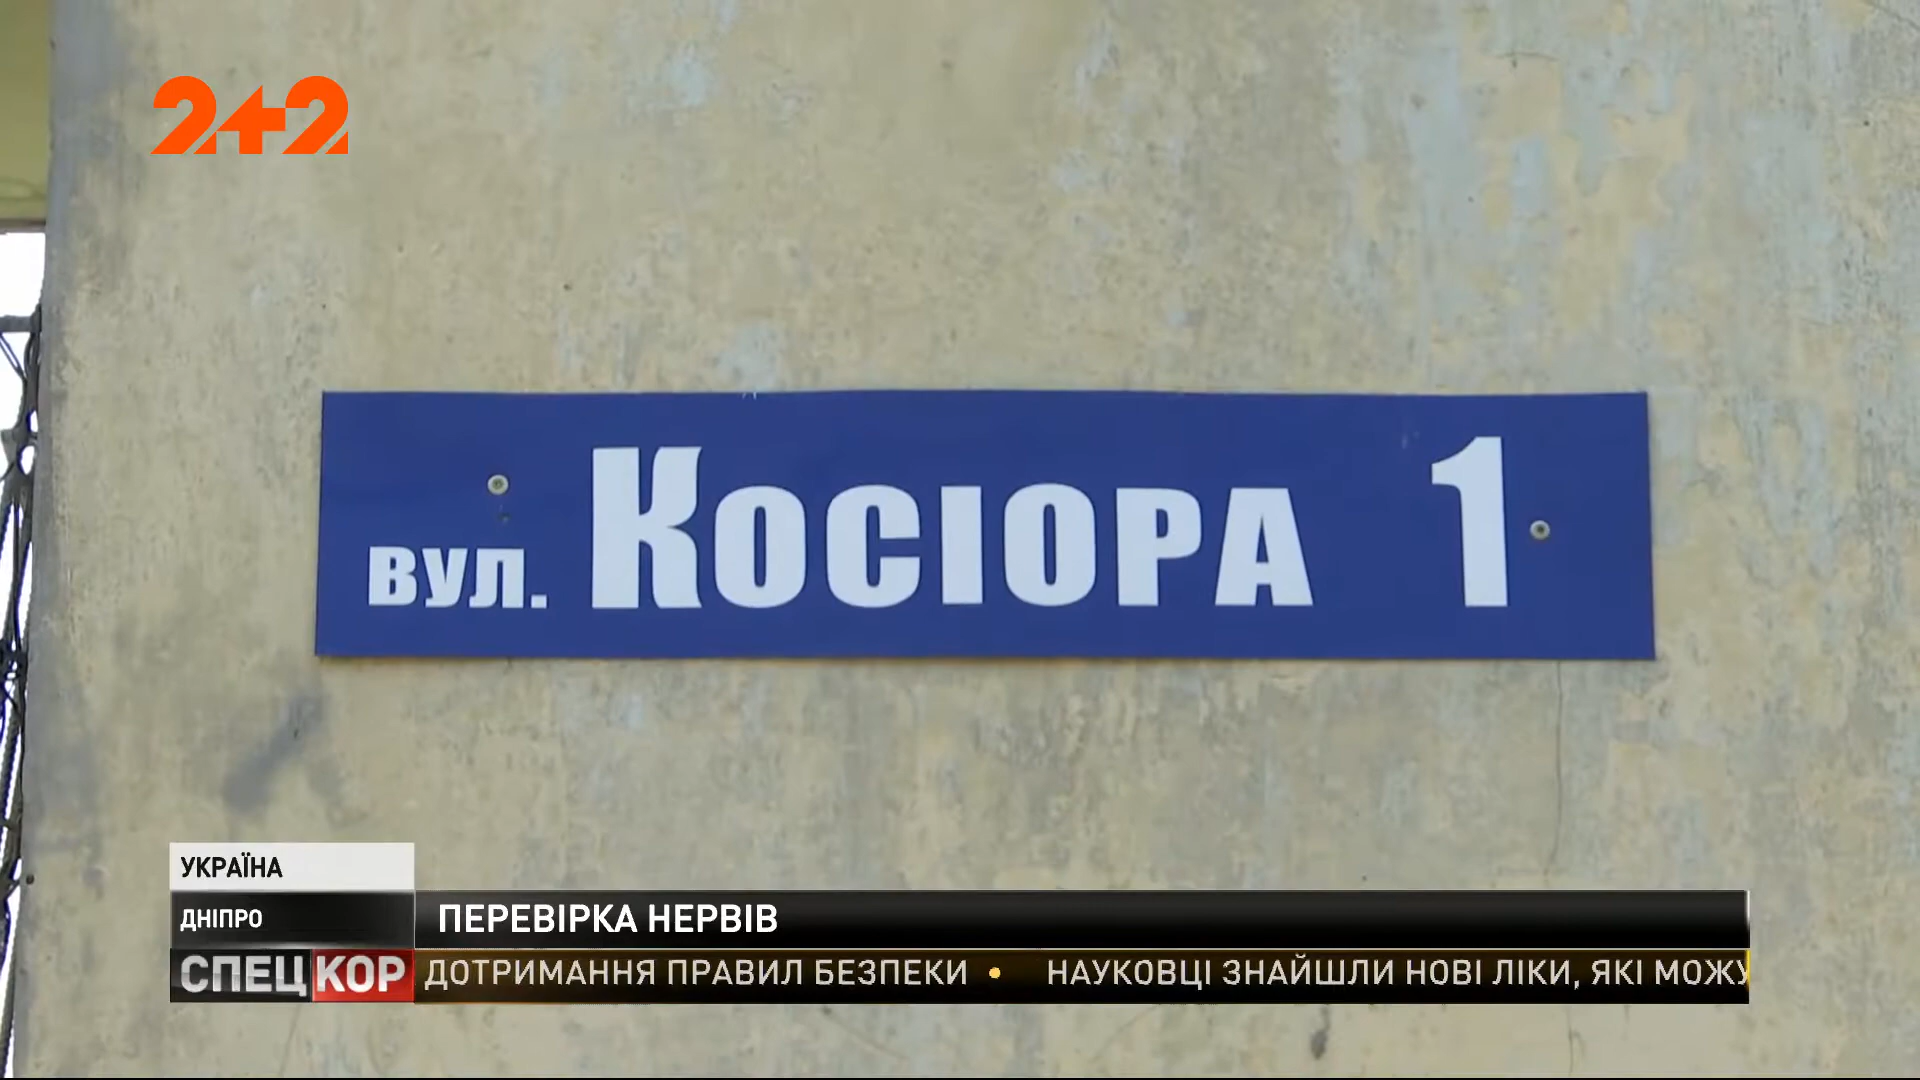 2+2
вул. Косіора 1
УКРАЇНА
ДНІПРО
ПЕРЕВІРКА НЕРВІВ
СПЕЦКОР
ДОТРИМАННЯ ПРАВИЛ БЕЗПЕКИ • НАУКОВЦІ ЗНАЙШЛИ НОВІ ЛІКИ, ЯКІ